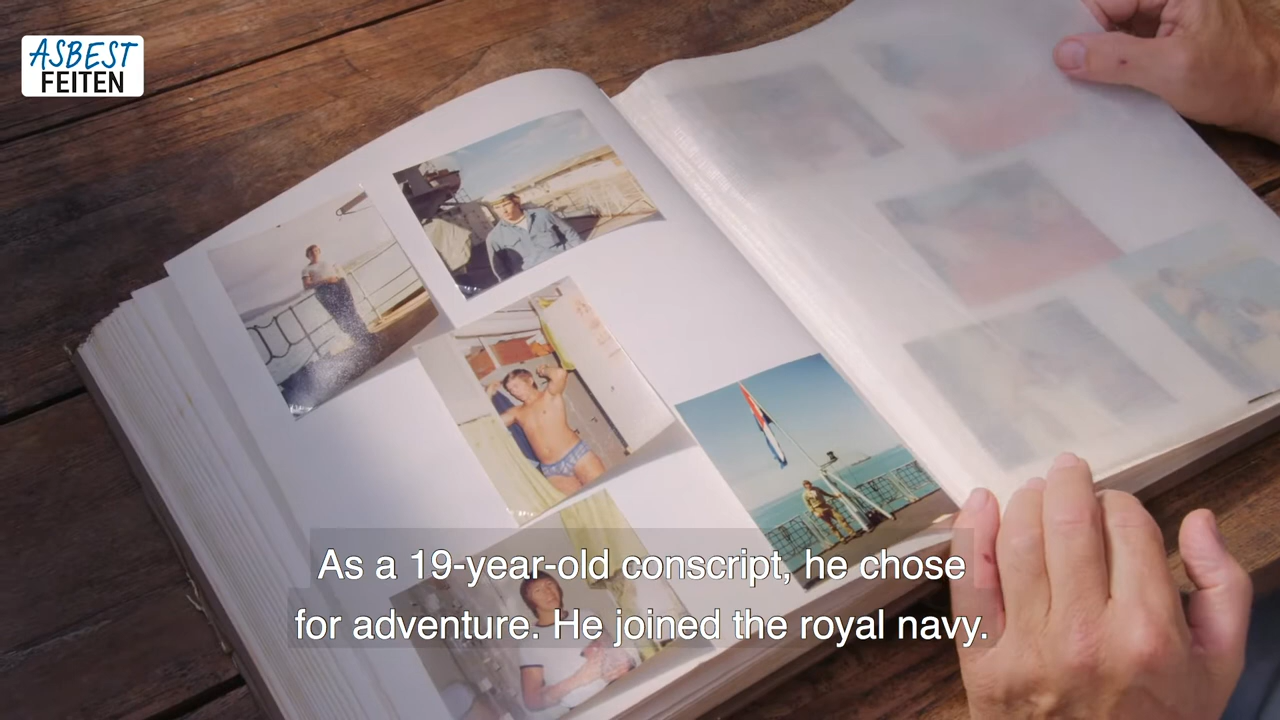 ASBEST
FEITEN
As a 19-year-old conscript, he chose
for adventure. He joined the royal navy.